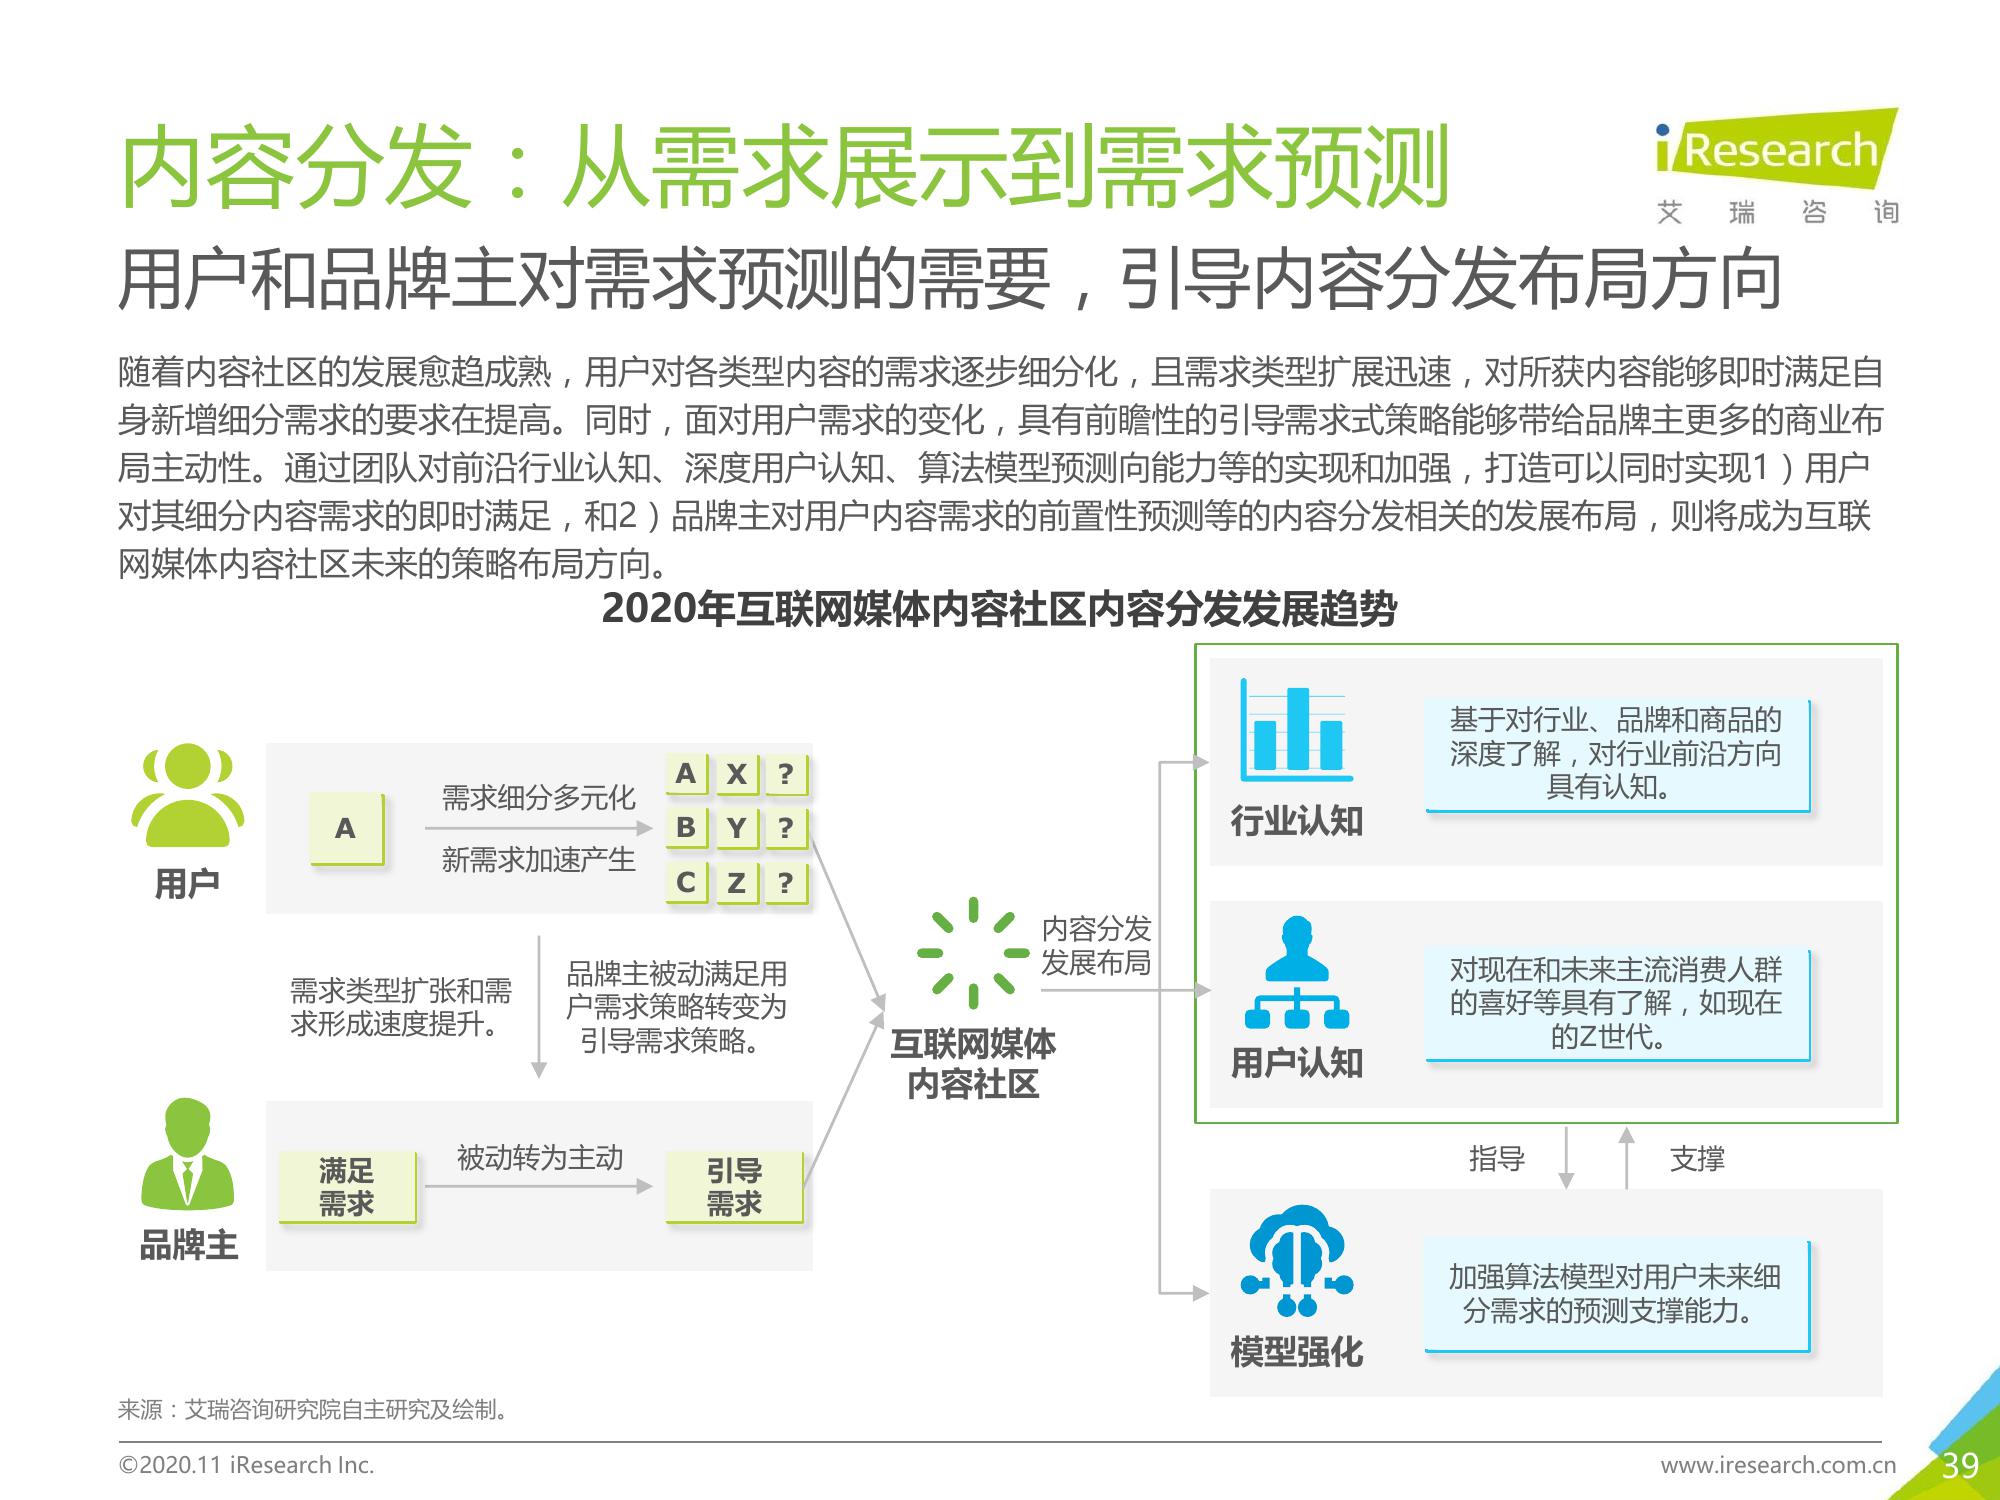 内容分发：从需求展示到需求预测
iResearch
艾瑞咨询
用户和品牌主对需求预测的需要，引导内容分发布局方向
随着内容社区的发展愈趋成熟，用户对各类型内容的需求逐步细分化，且需求类型扩展迅速，对所获内容能够即时满足自
身新增细分需求的要求在提高。同时，面对用户需求的变化，具有前瞻性的引导需求式策略能够带给品牌主更多的商业布
局主动性。通过团队对前沿行业认知、深度用户认知、算法模型预测向能力等的实现和加强，打造可以同时实现1）用户
对其细分内容需求的即时满足，和2）品牌主对用户内容需求的前置性预测等的内容分发相关的发展布局，则将成为互联
网媒体内容社区未来的策略布局方向。
2020年互联网媒体内容社区内容分发发展趋势
用户
A
需求细分多元化
新需求加速产生
A X ?
B Y ?
C Z ?
需求类型扩张和需
求形成速度提升。
品牌主被动满足用
户需求策略转变为
引导需求策略。
品牌主
满足
需求
被动转为主动
引导
需求
互联网媒体
内容社区
内容分发
发展布局
行业认知
基于对行业、品牌和商品的
深度了解，对行业前沿方向
具有认知。
用户认知
对现在和未来主流消费人群
的喜好等具有了解，如现在
的Z世代。
指导
支撑
模型强化
加强算法模型对用户未来细
分需求的预测支撑能力。
来源：艾瑞咨询研究院自主研究及绘制。
©2020.11 iResearch Inc.
www.iresearch.com.cn
39